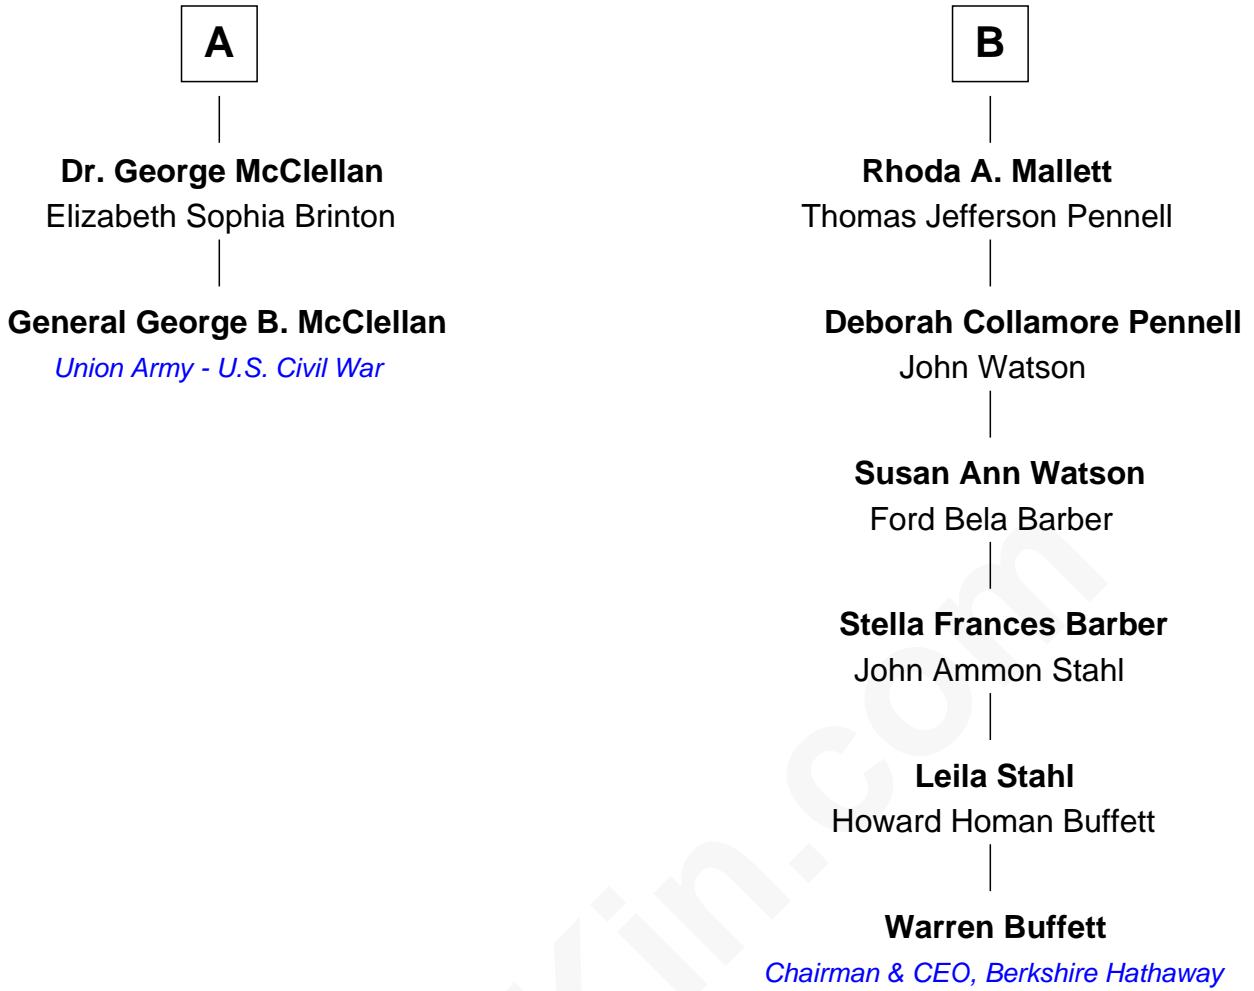 A
Dr. George McClellan
Elizabeth Sophia Brinton
General George B. McClellan
Union Army - U.S. Civil War
B
Rhoda A. Mallett
Thomas Jefferson Pennell
Deborah Collamore Pennell
John Watson
Susan Ann Watson
Ford Bela Barber
Stella Frances Barber
John Ammon Stahl
Leila Stahl
Howard Homan Buffett
Warren Buffett
Chairman & CEO, Berkshire Hathaway
Kin.com